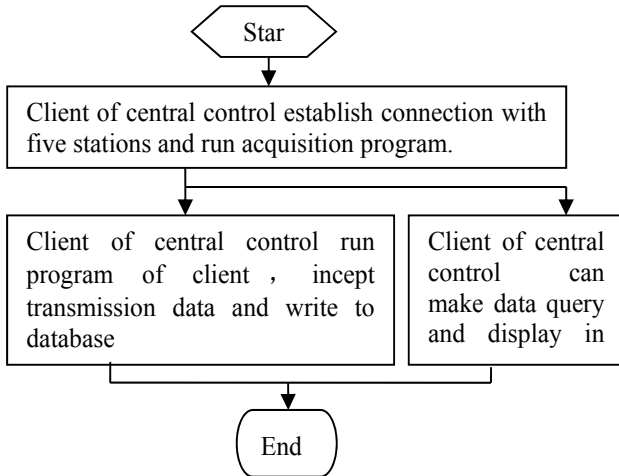 Star
Client of central control establish connection with
five stations and run acquisition program.
Client of central control run
program of client ， incept
transmission data and write to
database
Client of central
control can
make data query
and display in
End